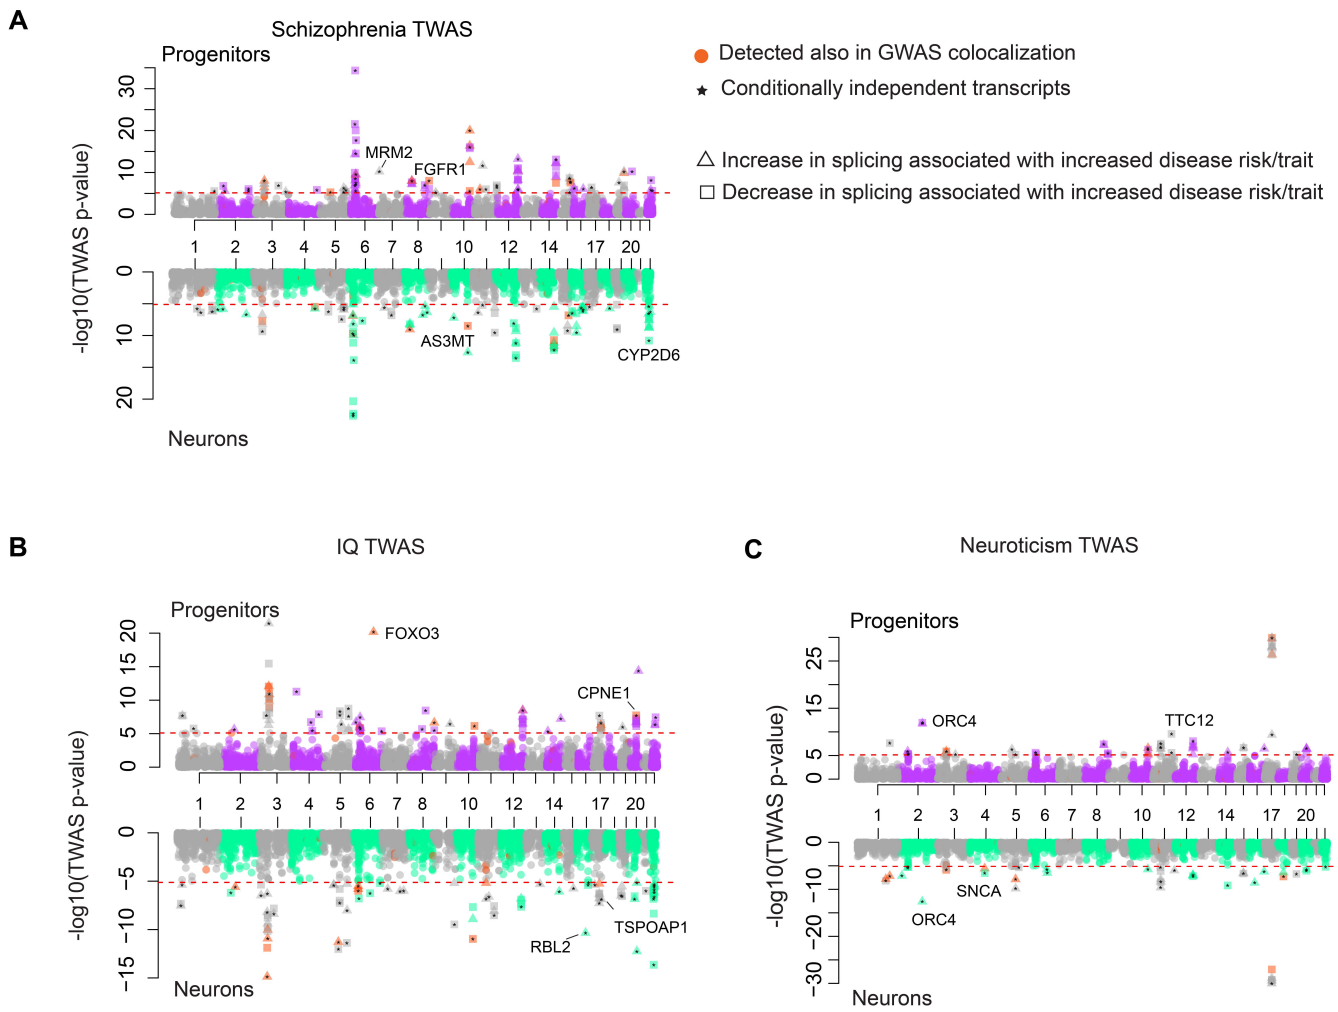 A
Schizophrenia TWAS
Progenitors
Detected also in GWAS colocalization
Conditionally independent transcripts
Increase in splicing associated with increased disease risk/trait
Decrease in splicing associated with increased disease risk/trait
-log10(TWAS p-value)
30
20
10
0
MRM2
FGFR1
1 2 3 4 5 6 7 8 10 12 14 17 20
0
10
20
AS3MT
CYP2D6
Neurons
B
IQ TWAS
Progenitors
-log10(TWAS p-value)
20
15
10
5
0
FOXO3
CPNE1
1 2 3 4 5 6 7 8 10 12 14 17 20
0
−5
−10
−15
RBL2
TSPOAP1
Neurons
C
Neuroticism TWAS
Progenitors
-log10(TWAS p-value)
25
15
5
0
ORC4
TTC12
1 2 3 4 5 6 7 8 10 12 14 17 20
0
−10
−20
−30
SNCA
ORC4
Neurons